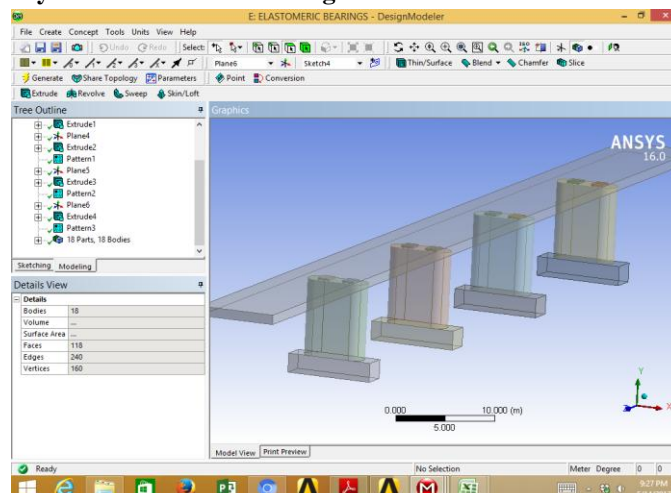 E: ELASTOMERIC BEARINGS - DesignModeler
File Create Concept Tools Units View Help
Undo Redo Select:
Plane6 Sketch4 Thin/Surface Blend Chamfer Slice
Generate Share Topology Parameters Point Conversion
Extrude Revolve Sweep Skin/Loft
Tree Outline
Graphics
Extrude1
Plane4
Extrude2
Pattern1
Plane5
Extrude3
Pattern2
Plane6
Extrude4
Pattern3
18 Parts, 18 Bodies
Sketching Modeling
Details View
Details
Bodies 18
Volume ...
Surface Area ...
Faces 118
Edges 240
Vertices 160
ANSYS
16.0
0.000 10.000 (m)
5.000
Y
X
Model View Print Preview
Ready No Selection Meter Degree 0 0
9:27 PM